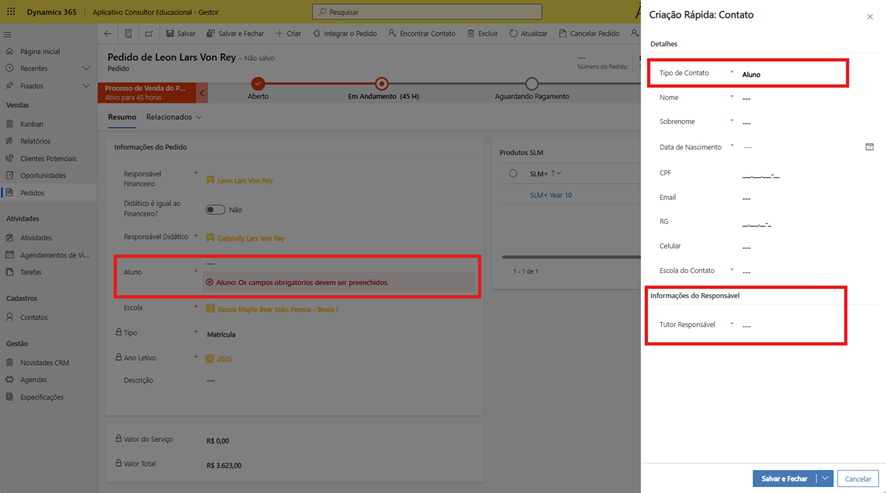 Dynamics 365
Aplicativo Consultor Educacional - Gestor
Pesquisar
Salvar
Salvar e Fechar
Criar
Integrar o Pedido
Encontrar Contato
Excluir
Atualizar
Cancelar Pedido
Página Inicial
Recentes
Fixados
Vendas
Kanban
Relatórios
Clientes Potenciais
Oportunidades
Pedidos
Atividades
Atividades
Agendamentos de Vi...
Tarefas
Cadastros
Contatos
Gestão
Novidades CRM
Agendas
Especificações
Pedido de Leon Lars Von Rey - Não salvo
Pedido
---
Número do Pedido
Processo de Venda do P...
Ativo para 45 horas
Aberto
Em Andamento (45 H)
Aguardando Pagamento
Resumo
Relacionados
Informações do Pedido
Responsável Financeiro * Leon Lars Von Rey
Didático é igual ao Financeiro? Não
Responsável Didático * Gabrielly Lars Von Rey
Aluno * ---
Aluno: Os campos obrigatórios devem ser preenchidos.
Escola * Escola Maple Bear João Pessoa - Bessa I
Tipo * Matrícula
Ano Letivo * 2025
Descrição ---
Valor do Serviço R$ 0,00
Valor Total R$ 3.623,00
Produtos SLM
SLM+ ↑
SLM+ Year 10
1 - 1 de 1
Criação Rápida: Contato
Detalhes
Tipo de Contato * Aluno
Nome * ---
Sobrenome * ---
Data de Nascimento * ---
CPF ___.___.___-__
Email ---
RG __.___.__-_
Celular ---
Escola do Contato * ---
Informações do Responsável
Tutor Responsável * ---
Salvar e Fechar
Cancelar